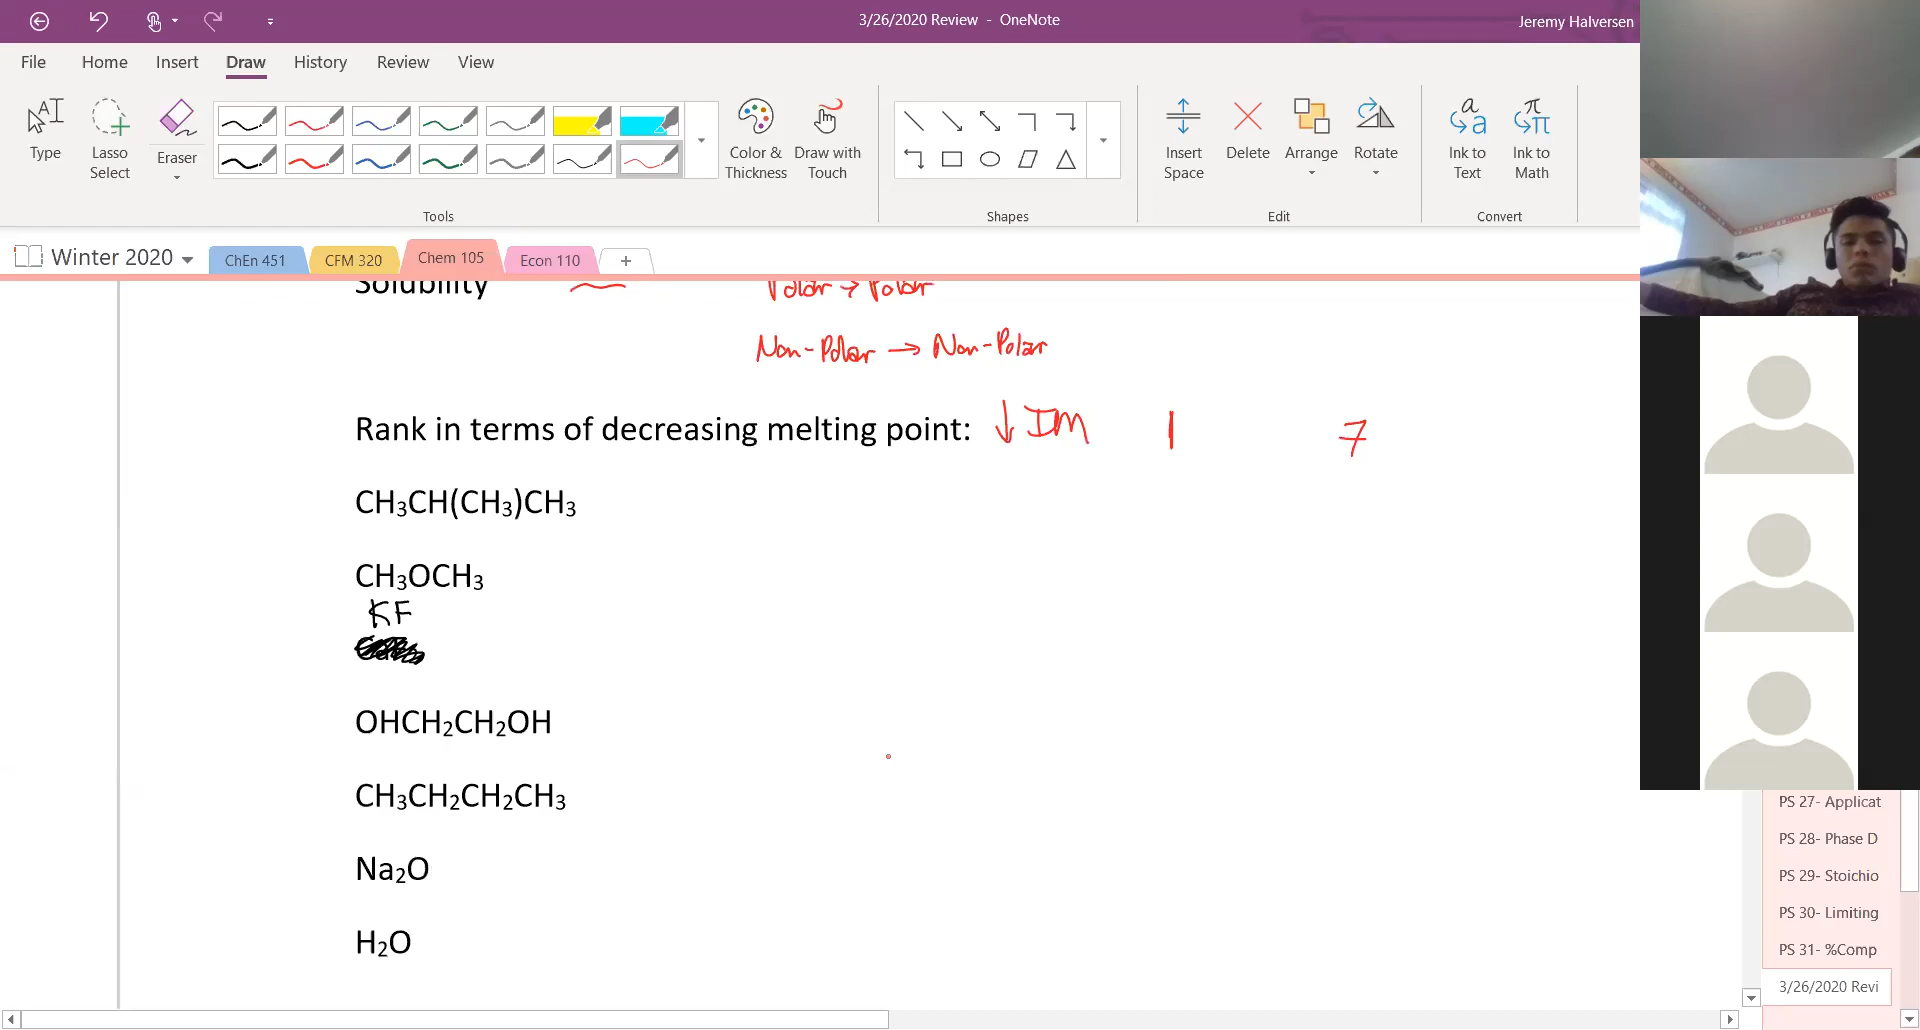 3/26/2020 Review - OneNote
Jeremy Halversen
File Home Insert Draw History Review View
Type
Lasso Select
Eraser
Color & Thickness
Draw with Touch
Insert Space
Delete
Arrange
Rotate
Ink to Text
Ink to Math
Tools
Shapes
Edit
Convert
Winter 2020
ChEn 451
CFM 320
Chem 105
Econ 110
Solubility
Polar → Polar
Non-Polar → Non-Polar
Rank in terms of decreasing melting point: ↓ IM 1 7
CH₃CH(CH₃)CH₃
CH₃OCH₃
KF
OHCH₂CH₂OH
CH₃CH₂CH₂CH₃
Na₂O
H₂O
PS 27- Applicat
PS 28- Phase D
PS 29- Stoichio
PS 30- Limiting
PS 31- %Comp
3/26/2020 Revi